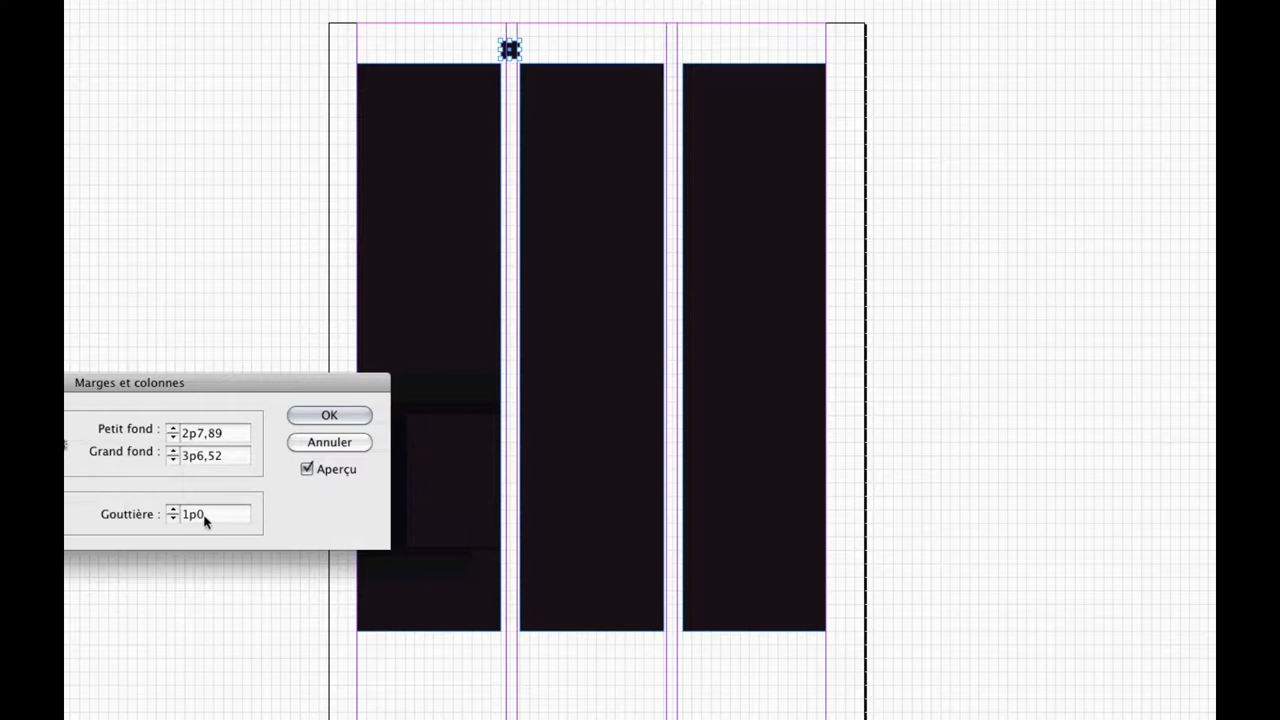 Marges et colonnes
Petit fond : 2p7,89
OK
Grand fond : 3p6,52
Annuler
Aperçu
Gouttière : 1p0